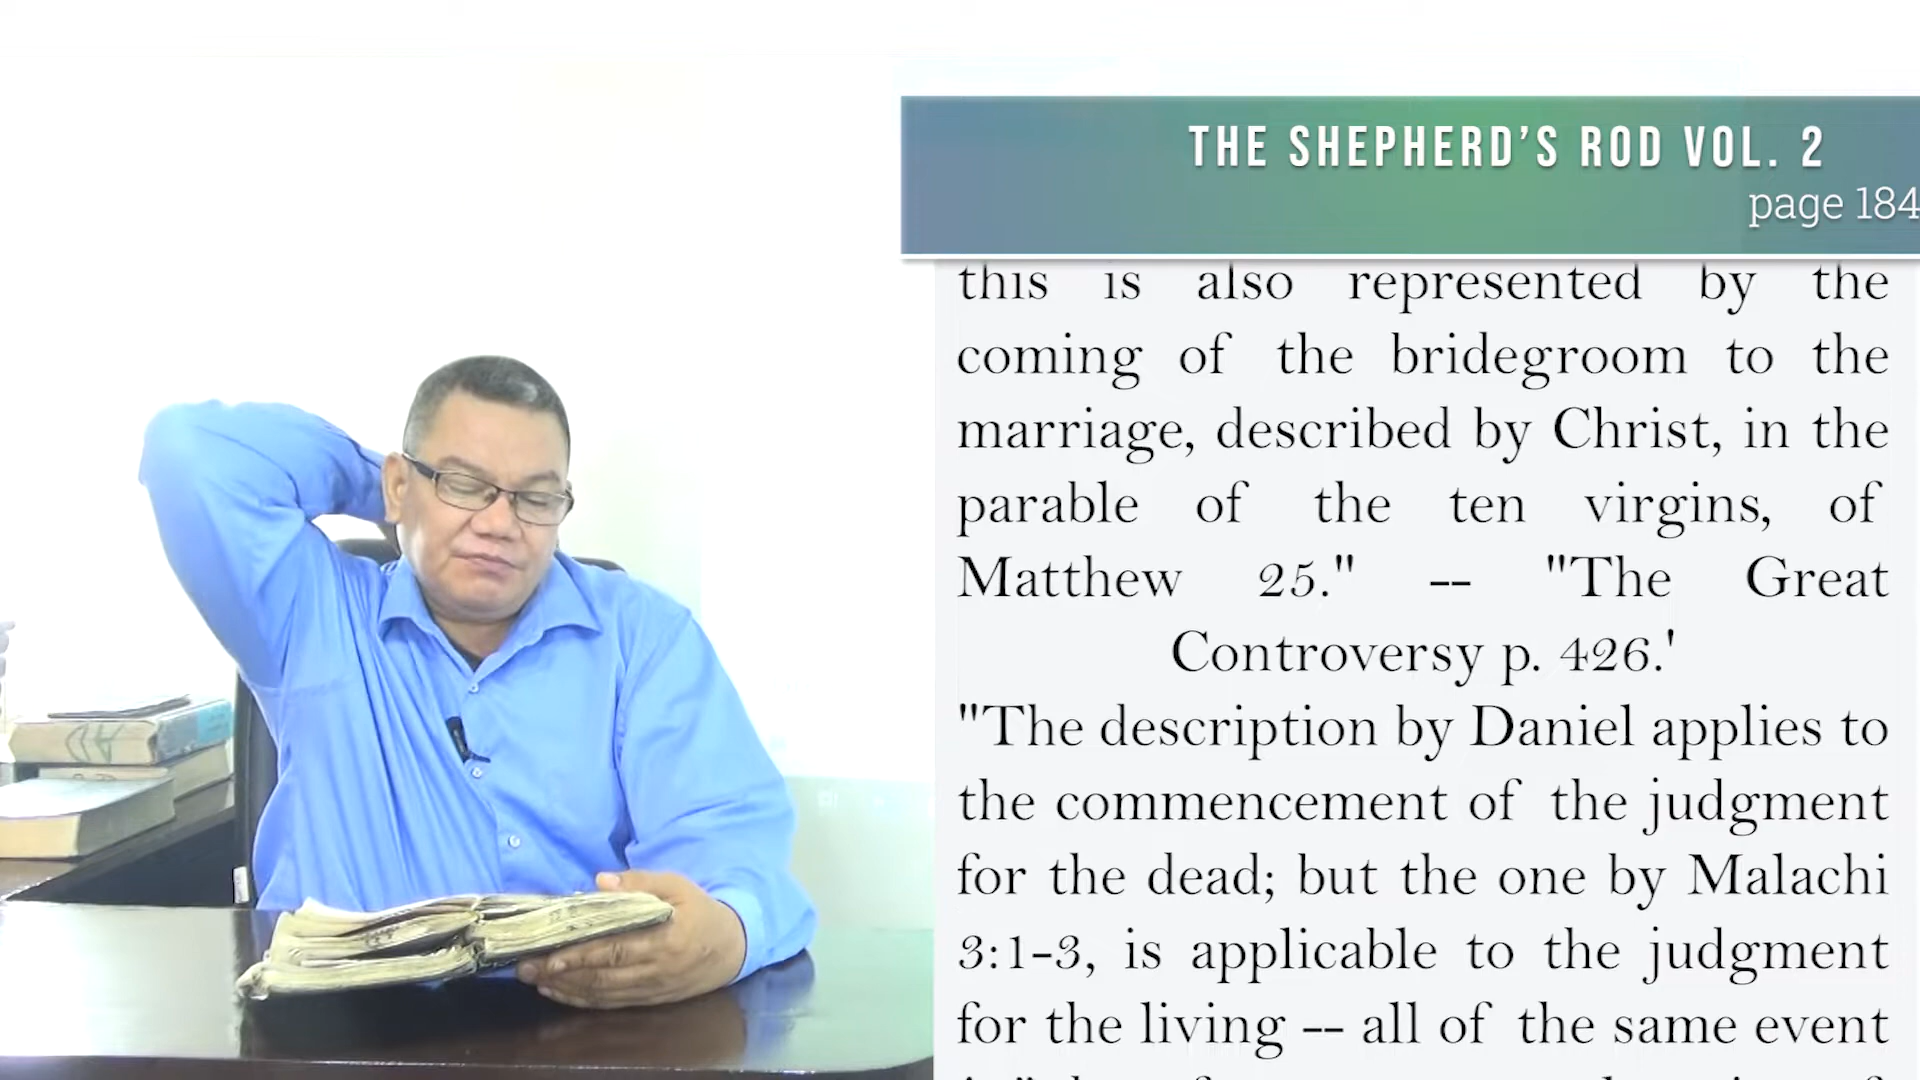 THE SHEPHERD’S ROD VOL. 2
page 184
this is also represented by the
coming of the bridegroom to the
marriage, described by Christ, in the
parable of the ten virgins, of
Matthew 25." -- "The Great
Controversy p. 426.'
"The description by Daniel applies to
the commencement of the judgment
for the dead; but the one by Malachi
3:1-3, is applicable to the judgment
for the living -- all of the same event